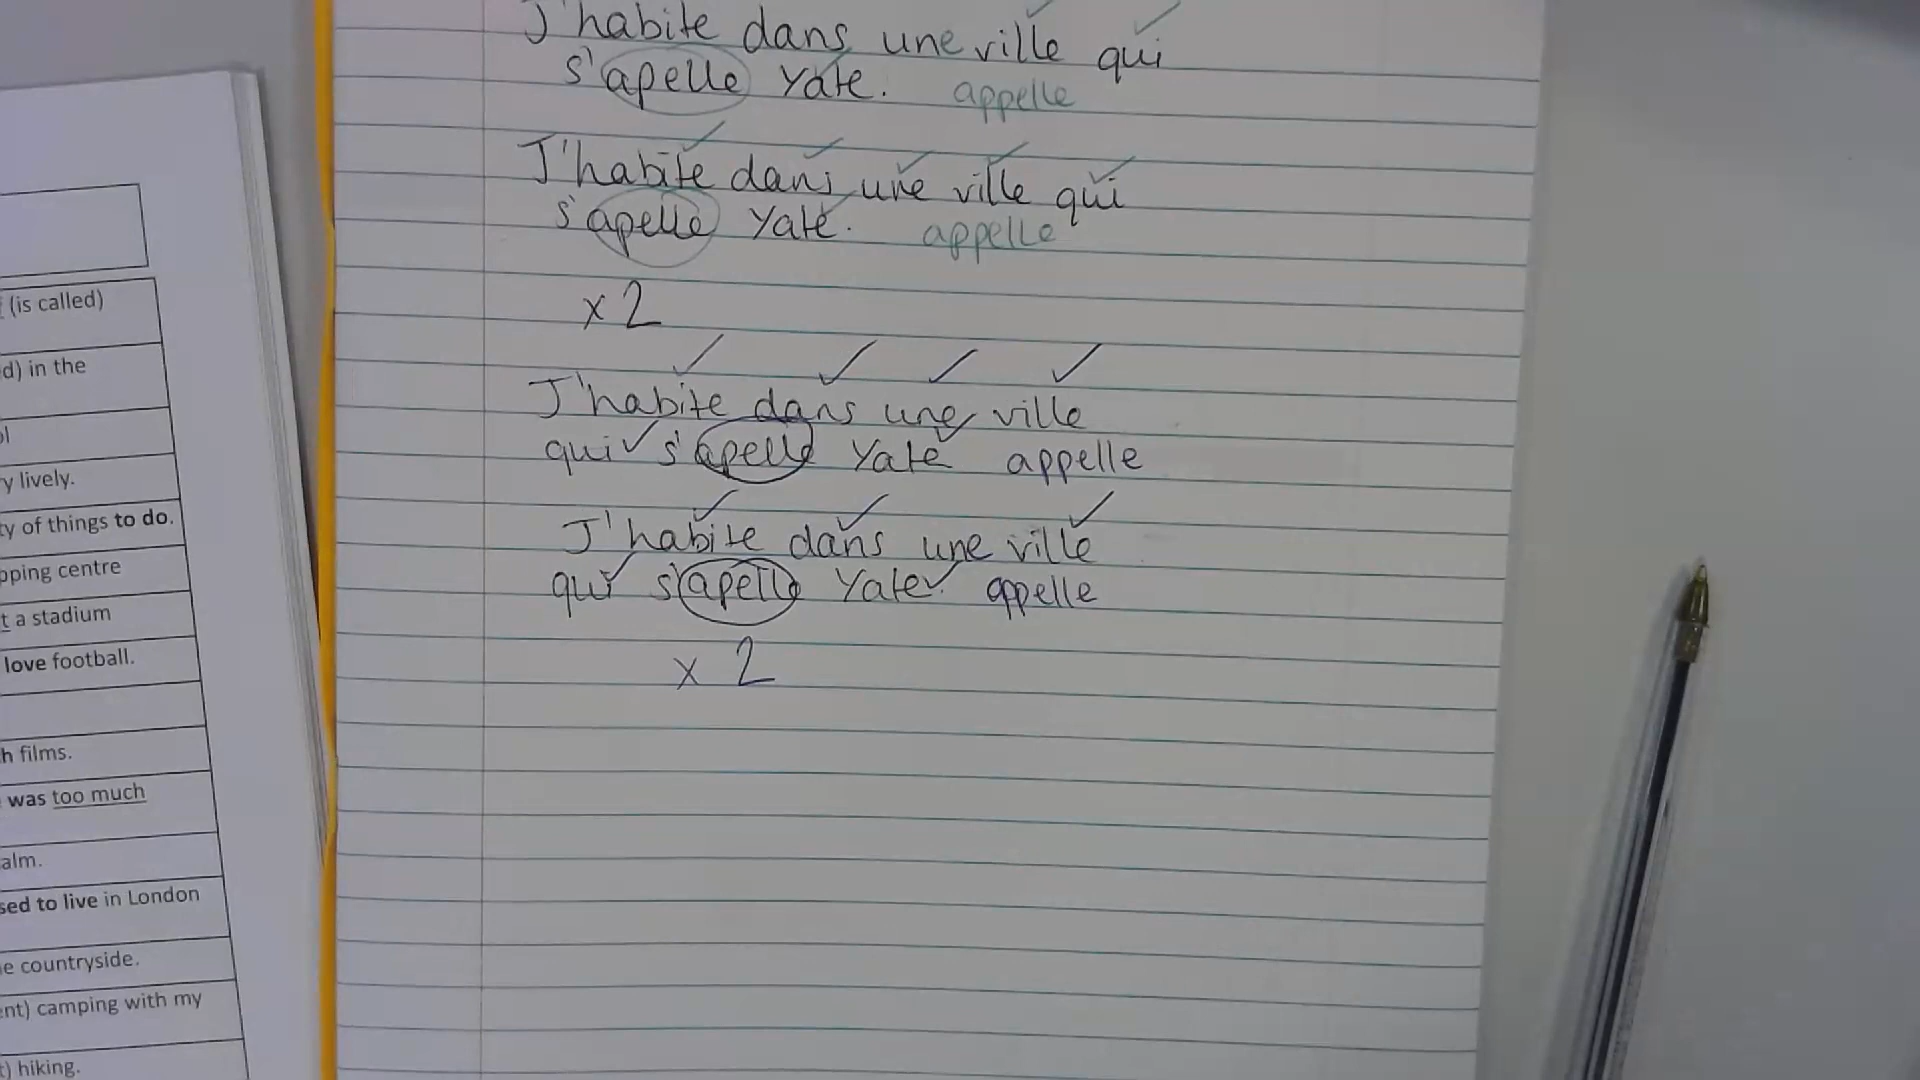 J'habite dans une ville qui
s'apelle Yate. appelle
J'habite dans une ville qui
s'apelle Yate. appelle
x 2
J'habite dans une ville
qui s'apelle Yate appelle
J'habite dans une ville
qui s'apelle Yate. appelle
x 2
(is called)
d) in the
y lively.
ty of things to do.
pping centre
t a stadium
love football.
h films.
was too much
alm.
sed to live in London
e countryside.
ent) camping with my
t) hiking.